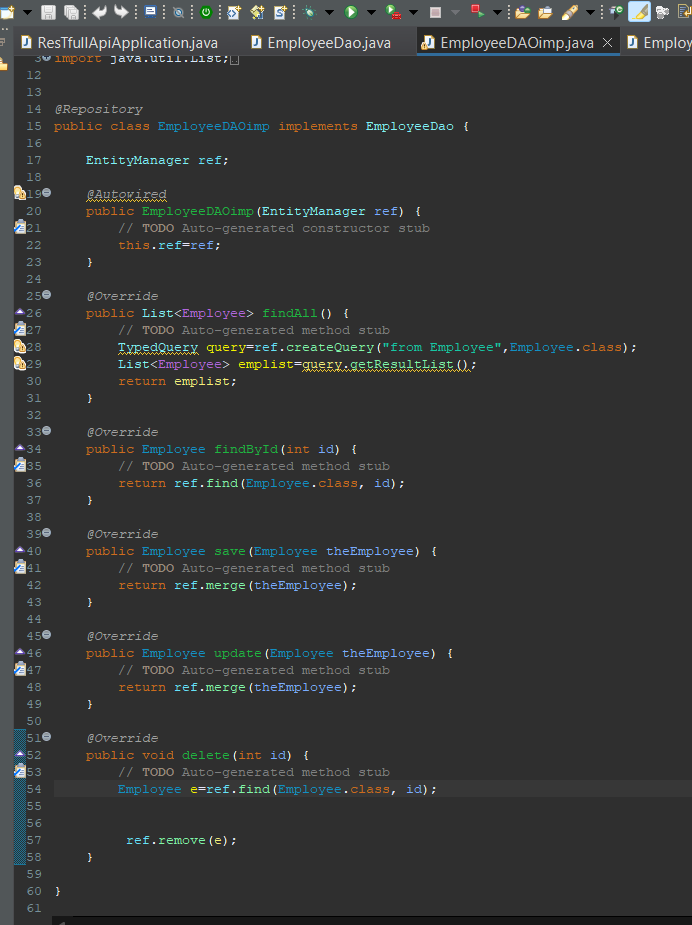 ResTfullApiApplication.java EmployeeDao.java EmployeeDAOimp.java Employ
3 import java.util.List;
12
13
14 @Repository
15 public class EmployeeDAOimp implements EmployeeDao {
16
17 EntityManager ref;
18
19 @Autowired
20 public EmployeeDAOimp(EntityManager ref) {
21 // TODO Auto-generated constructor stub
22 this.ref=ref;
23 }
24
25 @Override
26 public List<Employee> findAll() {
27 // TODO Auto-generated method stub
28 TypedQuery query=ref.createQuery("from Employee",Employee.class);
29 List<Employee> emplist=query.getResultList();
30 return emplist;
31 }
32
33 @Override
34 public Employee findById(int id) {
35 // TODO Auto-generated method stub
36 return ref.find(Employee.class, id);
37 }
38
39 @Override
40 public Employee save(Employee theEmployee) {
41 // TODO Auto-generated method stub
42 return ref.merge(theEmployee);
43 }
44
45 @Override
46 public Employee update(Employee theEmployee) {
47 // TODO Auto-generated method stub
48 return ref.merge(theEmployee);
49 }
50
51 @Override
52 public void delete(int id) {
53 // TODO Auto-generated method stub
54 Employee e=ref.find(Employee.class, id);
55
56
57 ref.remove(e);
58 }
59
60 }
61